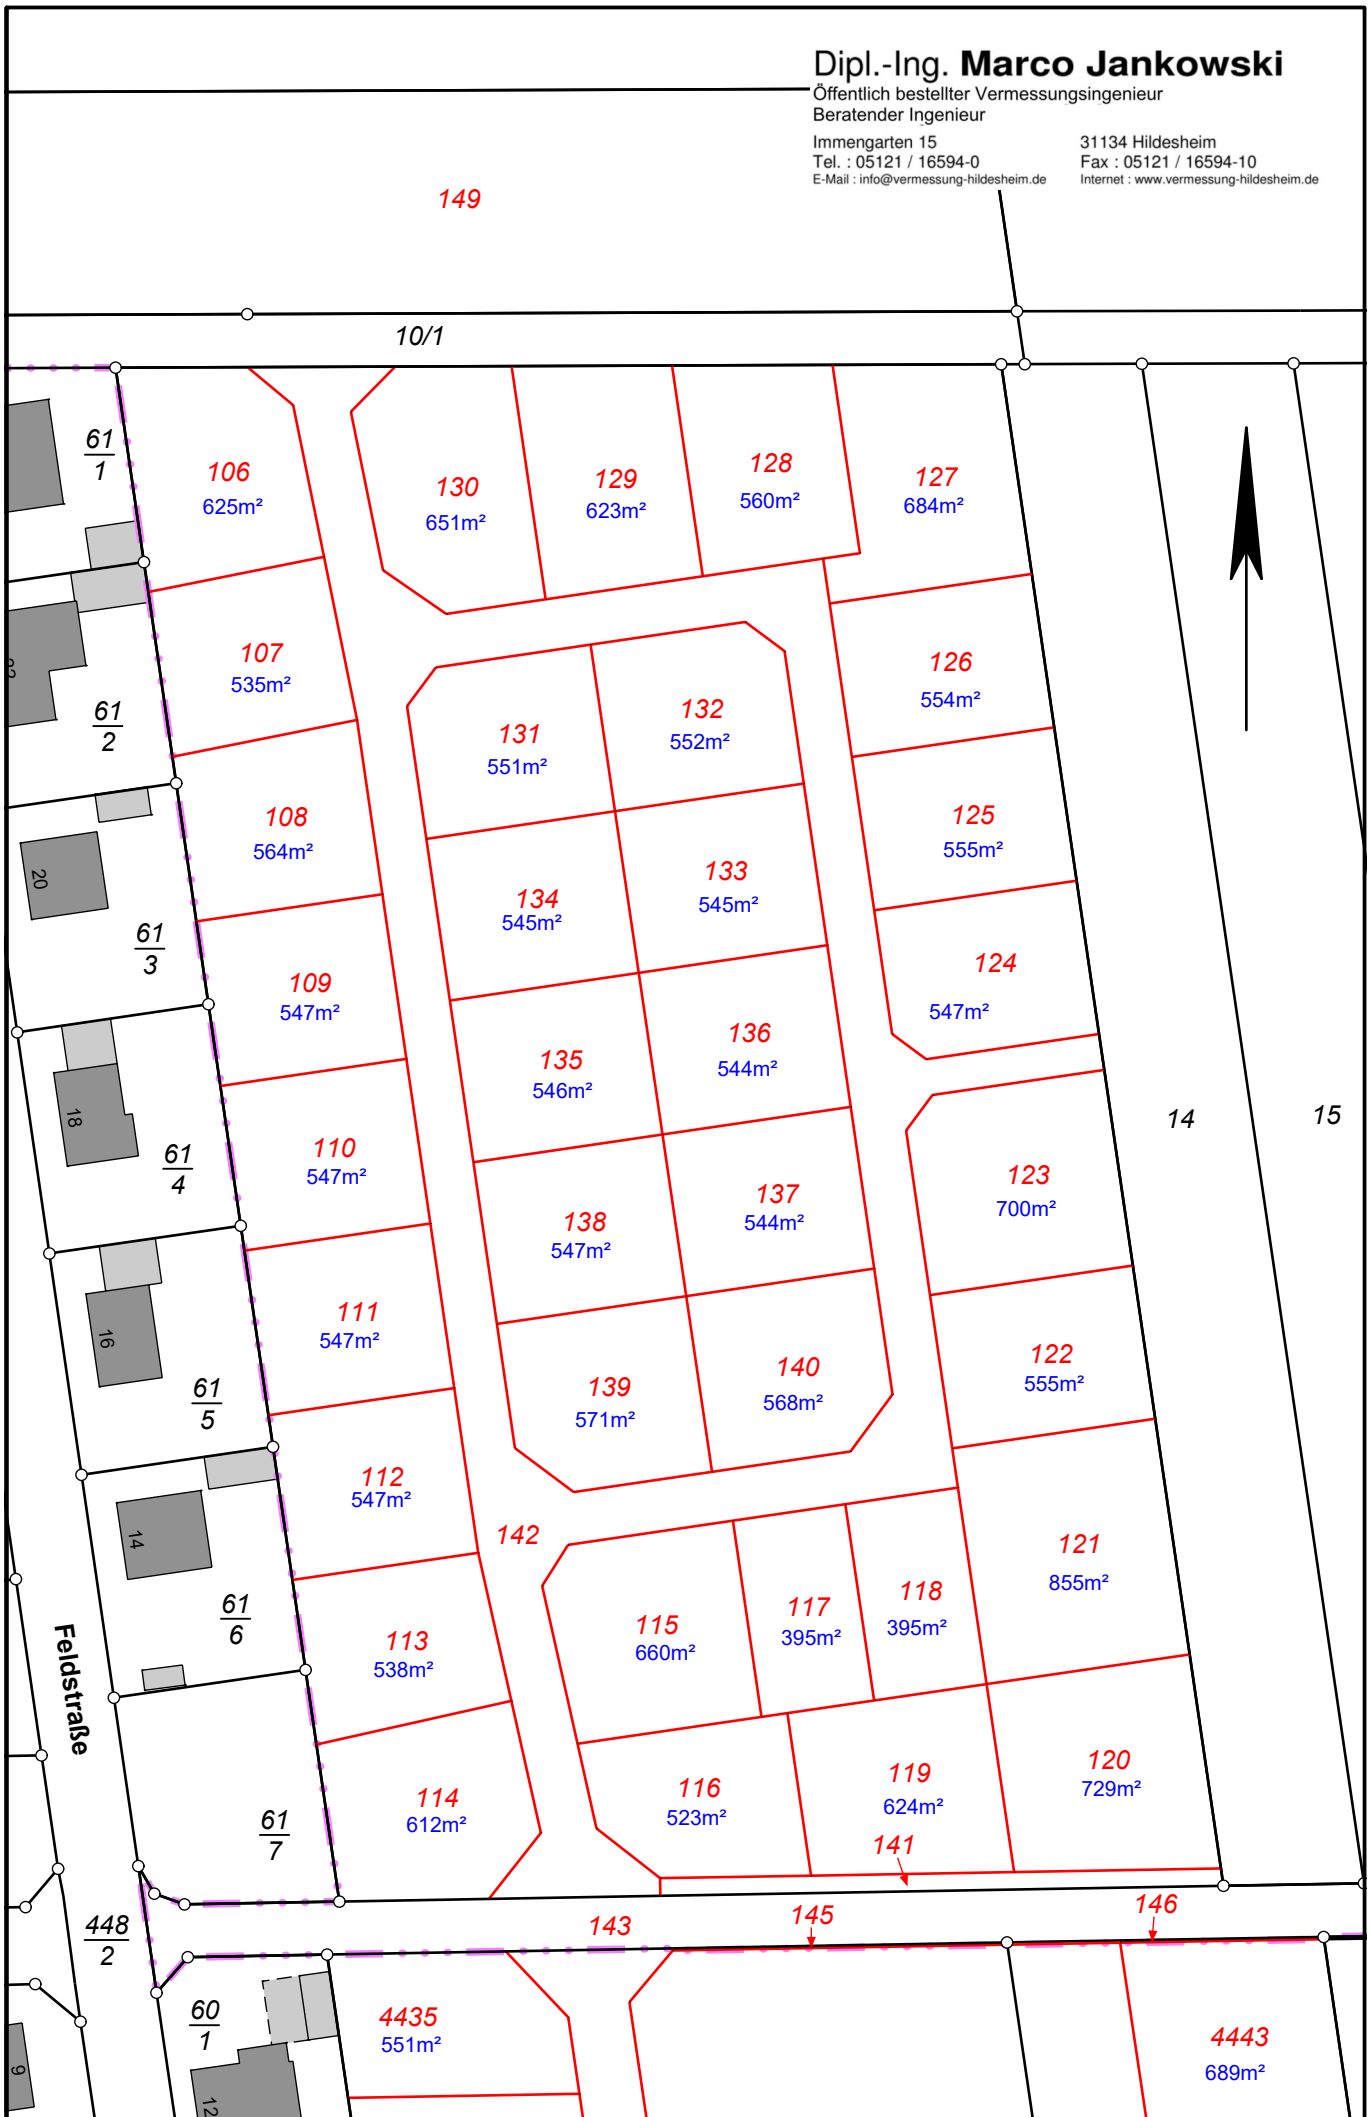 Dipl.-Ing. Marco Jankowski
Öffentlich bestellter Vermessungsingenieur
Beratender Ingenieur
Immengarten 15
31134 Hildesheim
Tel. : 05121 / 16594-0
Fax : 05121 / 16594-10
E-Mail : info@vermessung-hildesheim.de
Internet : www.vermessung-hildesheim.de
149
10/1
61
1
106
625m²
130
651m²
129
623m²
128
560m²
127
684m²
107
535m²
61
2
131
551m²
132
552m²
126
554m²
108
564m²
20
134
545m²
133
545m²
125
555m²
61
3
109
547m²
135
546m²
136
544m²
124
547m²
18
61
4
110
547m²
138
547m²
137
544m²
123
700m²
14
15
16
61
5
111
547m²
139
571m²
140
568m²
122
555m²
14
61
6
112
547m²
142
113
538m²
115
660m²
117
395m²
118
395m²
121
855m²
Feldstraße
61
7
114
612m²
116
523m²
119
624m²
120
729m²
141
448
2
143
145
146
60
1
4435
551m²
4443
689m²
9
12